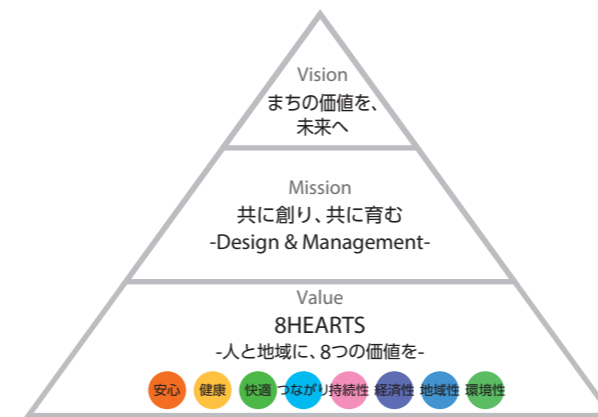 Vision
まちの価値を、
未来へ
Mission
共に創り、共に育む
-Design & Management-
Value
8HEARTS
-人と地域に、8つの価値を-
安心 健康 快適 つながり 持続性 経済性 地域性 環境性